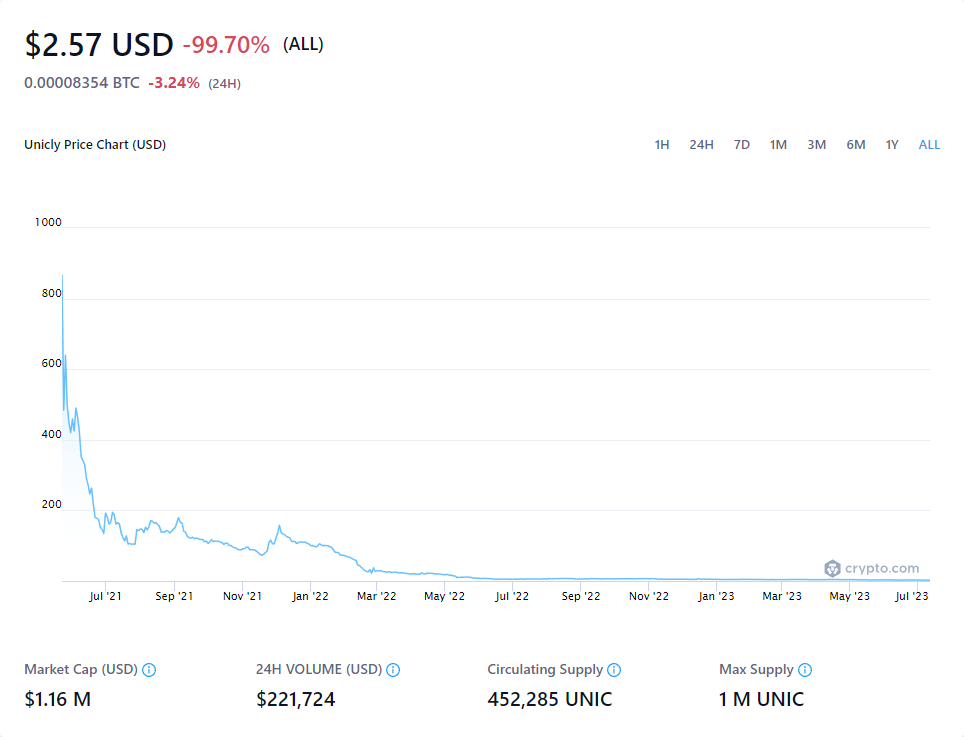 $2.57 USD -99.70% (ALL)
0.00008354 BTC -3.24% (24H)
Unicly Price Chart (USD) 1H 24H 7D 1M 3M 6M 1Y ALL
1000
800
600
400
200
crypto.com
Jul '21 Sep '21 Nov '21 Jan '22 Mar '22 May '22 Jul '22 Sep '22 Nov '22 Jan '23 Mar '23 May '23 Jul '23
Market Cap (USD) 24H VOLUME (USD) Circulating Supply Max Supply
$1.16 M $221,724 452,285 UNIC 1 M UNIC